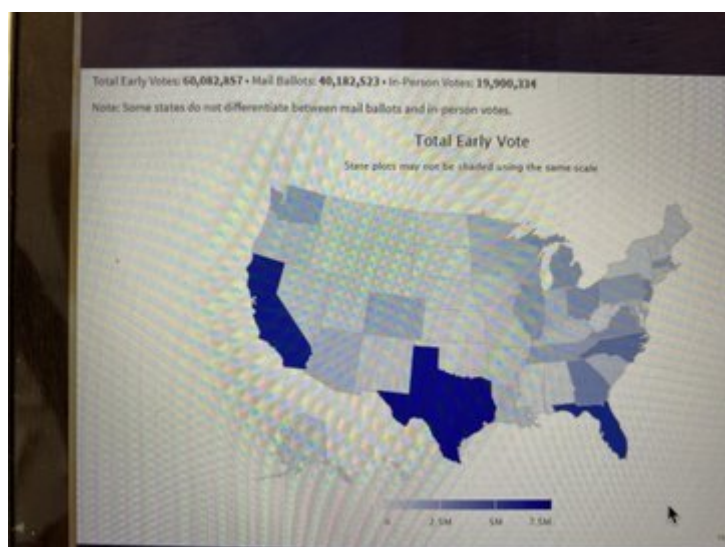 Total Early Votes: 60,082,857 • Mail Ballots: 40,182,523 • In-Person Votes: 19,900,334
Note: Some states do not differentiate between mail ballots and in-person votes.
Total Early Vote
State plots may not be shaded using the same scale
0 2.5M 5M 7.5M